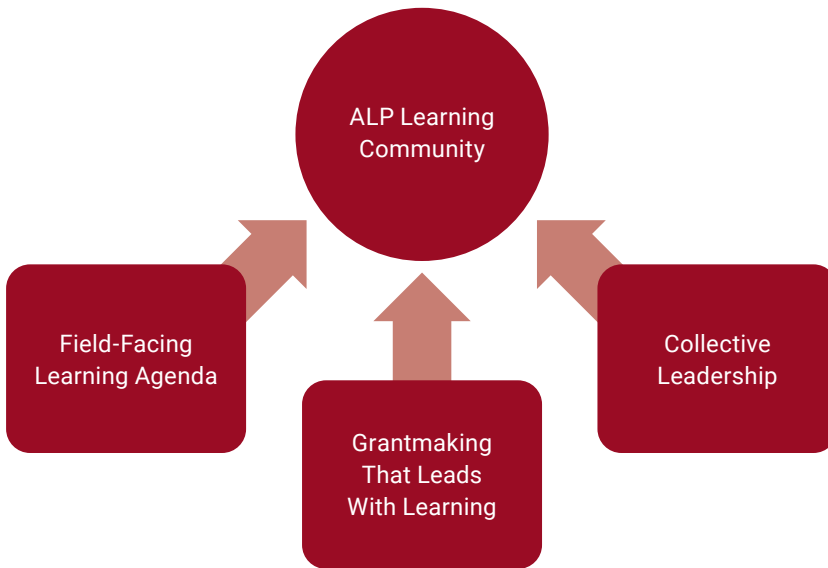 ALP Learning
Community
Field-Facing
Learning Agenda
Grantmaking
That Leads
With Learning
Collective
Leadership